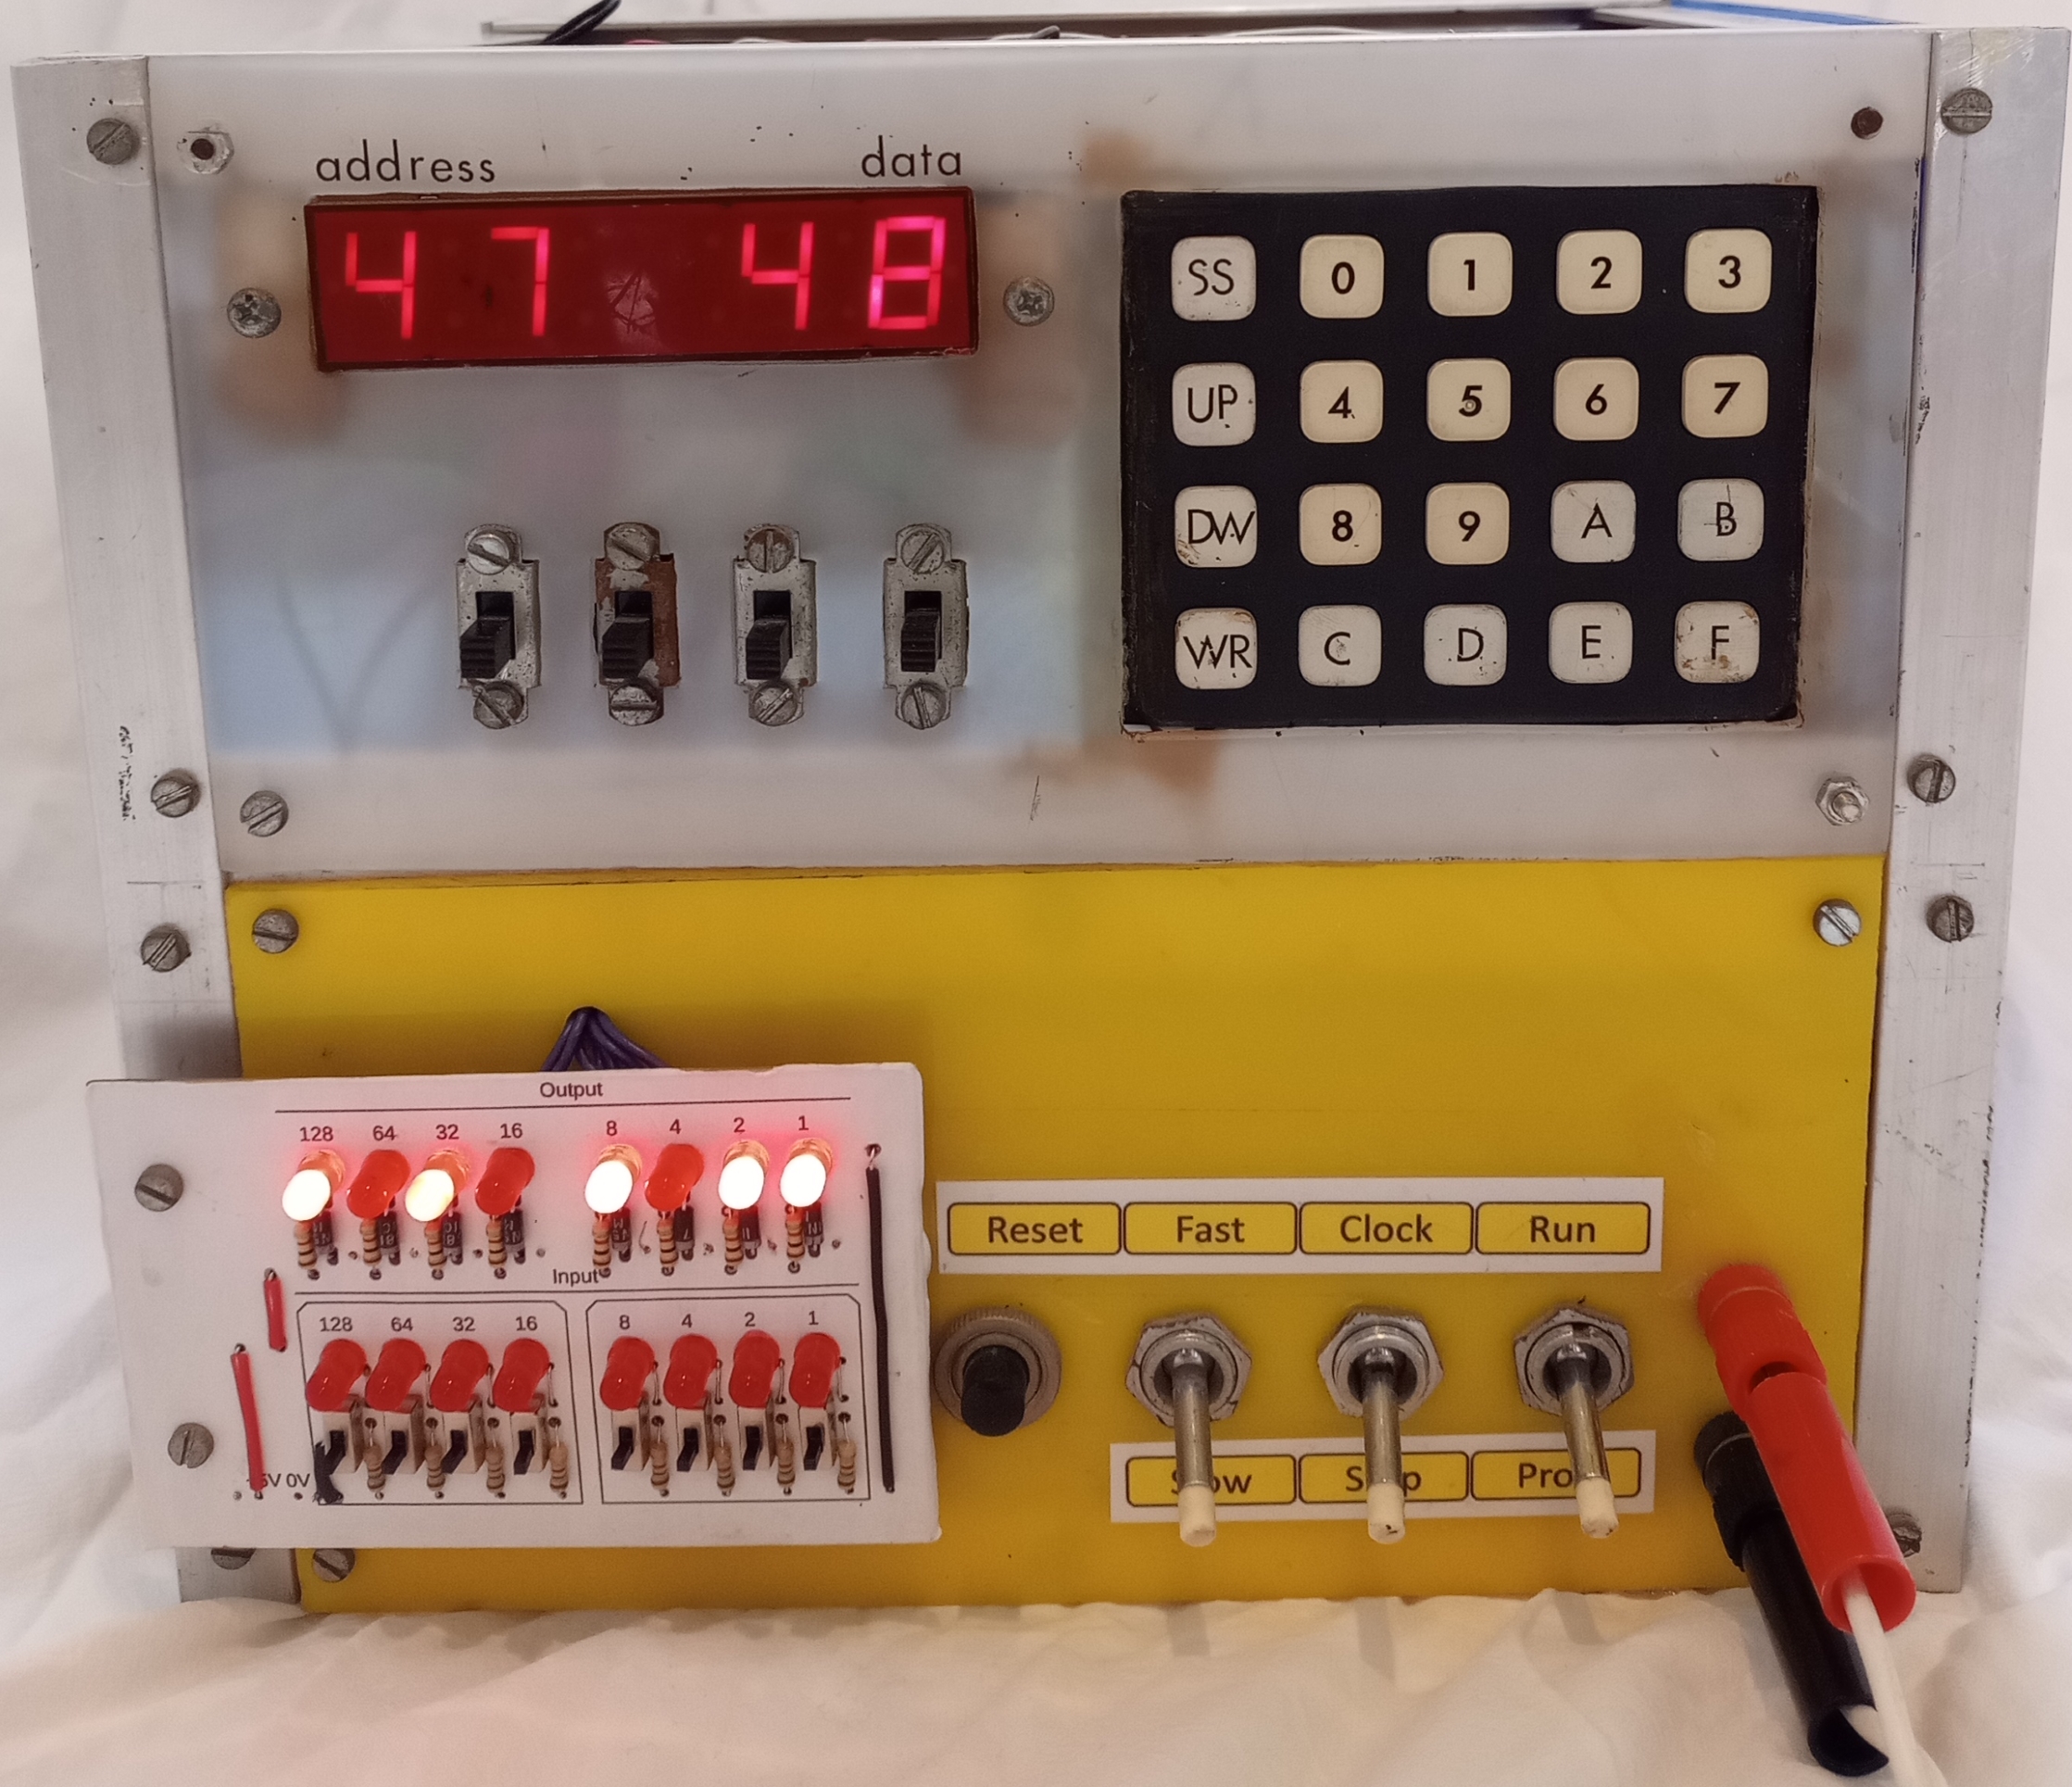 address data
47 48
SS 0 1 2 3
UP 4 5 6 7
DW 8 9 A B
WR C D E F
Output
128 64 32 16 8 4 2 1
Input
128 64 32 16 8 4 2 1
5V 0V
Reset Fast Clock Run